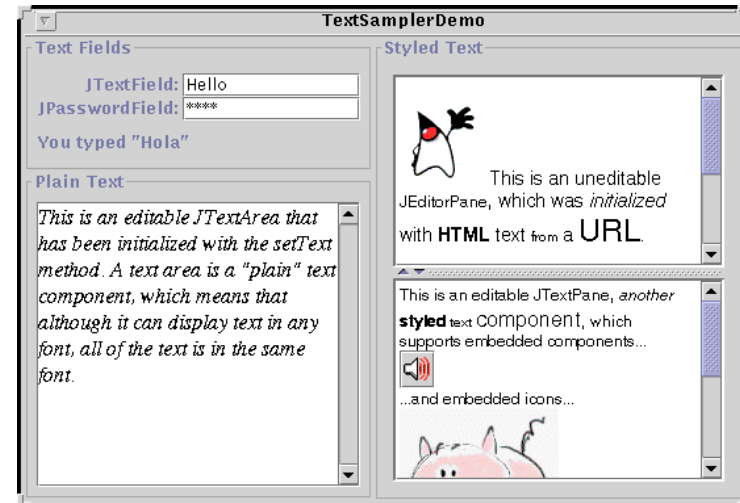 TextSamplerDemo
Text Fields
JTextField: Hello
JPasswordField: ****
You typed "Hola"
Plain Text
This is an editable JTextArea that
has been initialized with the setText
method. A text area is a "plain" text
component, which means that
although it can display text in any
font, all of the text is in the same
font.
Styled Text
This is an uneditable
JEditorPane, which was initialized
with HTML text from a URL.
This is an editable JTextPane, another
styled text component, which
supports embedded components...
...and embedded icons...